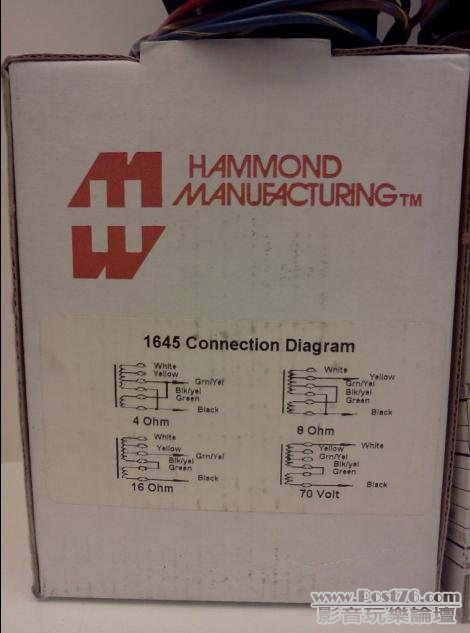 HAMMOND
MANUFACTURING™
1645 Connection Diagram
White
Yellow
Grn/Yel
Blk/yel
Green
Black
4 Ohm
White
Yellow
Grn/Yel
Blk/yel
Green
Black
8 Ohm
White
Yellow
Grn/Yel
Blk/yel
Green
Black
16 Ohm
White
Yellow
Grn/Yel
Blk/yel
Green
Black
70 Volt
www.Post76.com
影音玩樂論壇